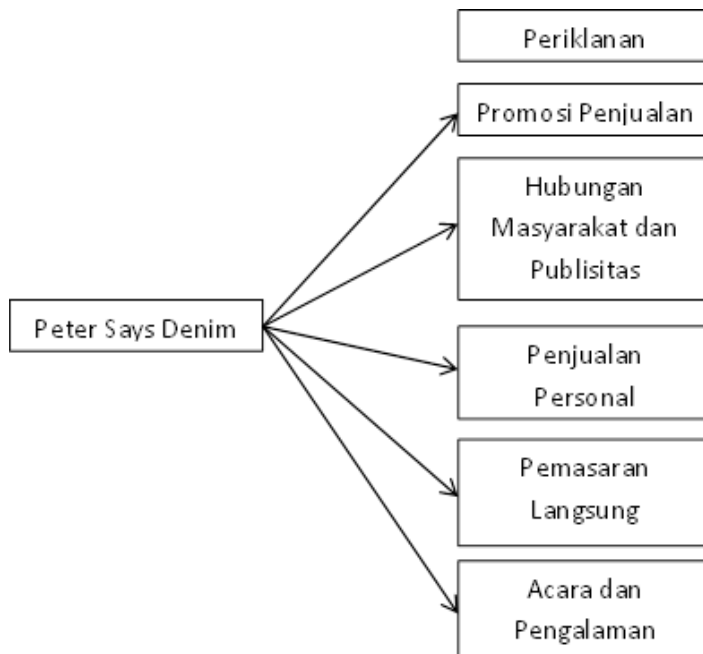 Periklanan
Promosi Penjualan
Hubungan
Masyarakat dan
Publisitas
Peter Says Denim
Penjualan
Personal
Pemasaran
Langsung
Acara dan
Pengalaman